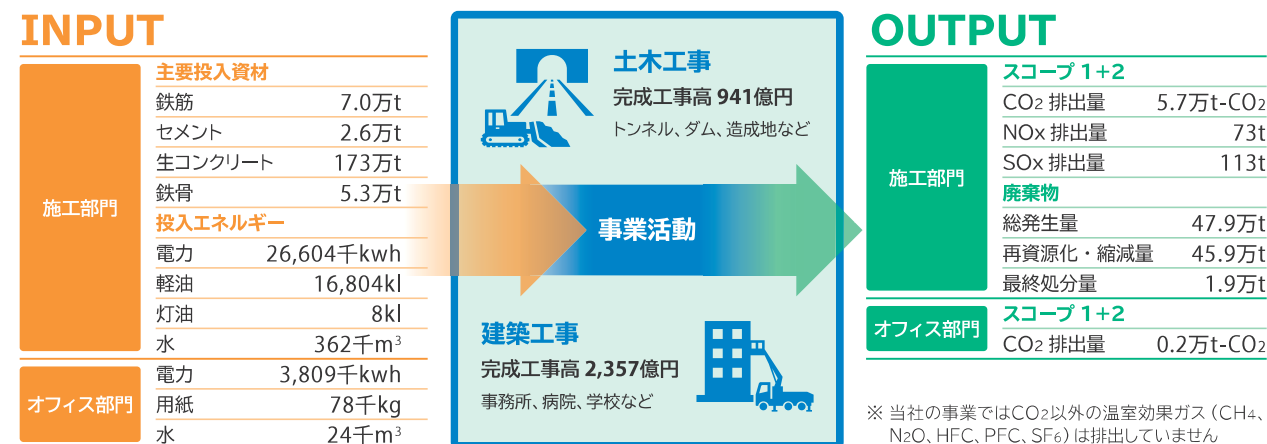 INPUT
施工部門
主要投入資材
鉄筋 7.0万t
セメント 2.6万t
生コンクリート 173万t
鉄骨 5.3万t
投入エネルギー
電力 26,604千kwh
軽油 16,804kl
灯油 8kl
水 362千m³
オフィス部門
電力 3,809千kwh
用紙 78千kg
水 24千m³
土木工事
完成工事高 941億円
トンネル、ダム、造成地など
事業活動
建築工事
完成工事高 2,357億円
事務所、病院、学校など
OUTPUT
施工部門
スコープ 1+2
CO₂ 排出量 5.7万t-CO₂
NOx 排出量 73t
SOx 排出量 113t
廃棄物
総発生量 47.9万t
再資源化・縮減量 45.9万t
最終処分量 1.9万t
オフィス部門
スコープ 1+2
CO₂ 排出量 0.2万t-CO₂
※ 当社の事業ではCO₂以外の温室効果ガス（CH₄、
N₂O、HFC、PFC、SF₆）は排出していません